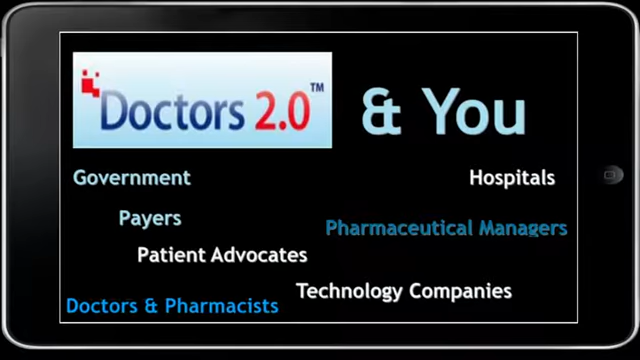 Doctors 2.0™ & You
Government
Hospitals
Payers
Pharmaceutical Managers
Patient Advocates
Technology Companies
Doctors & Pharmacists